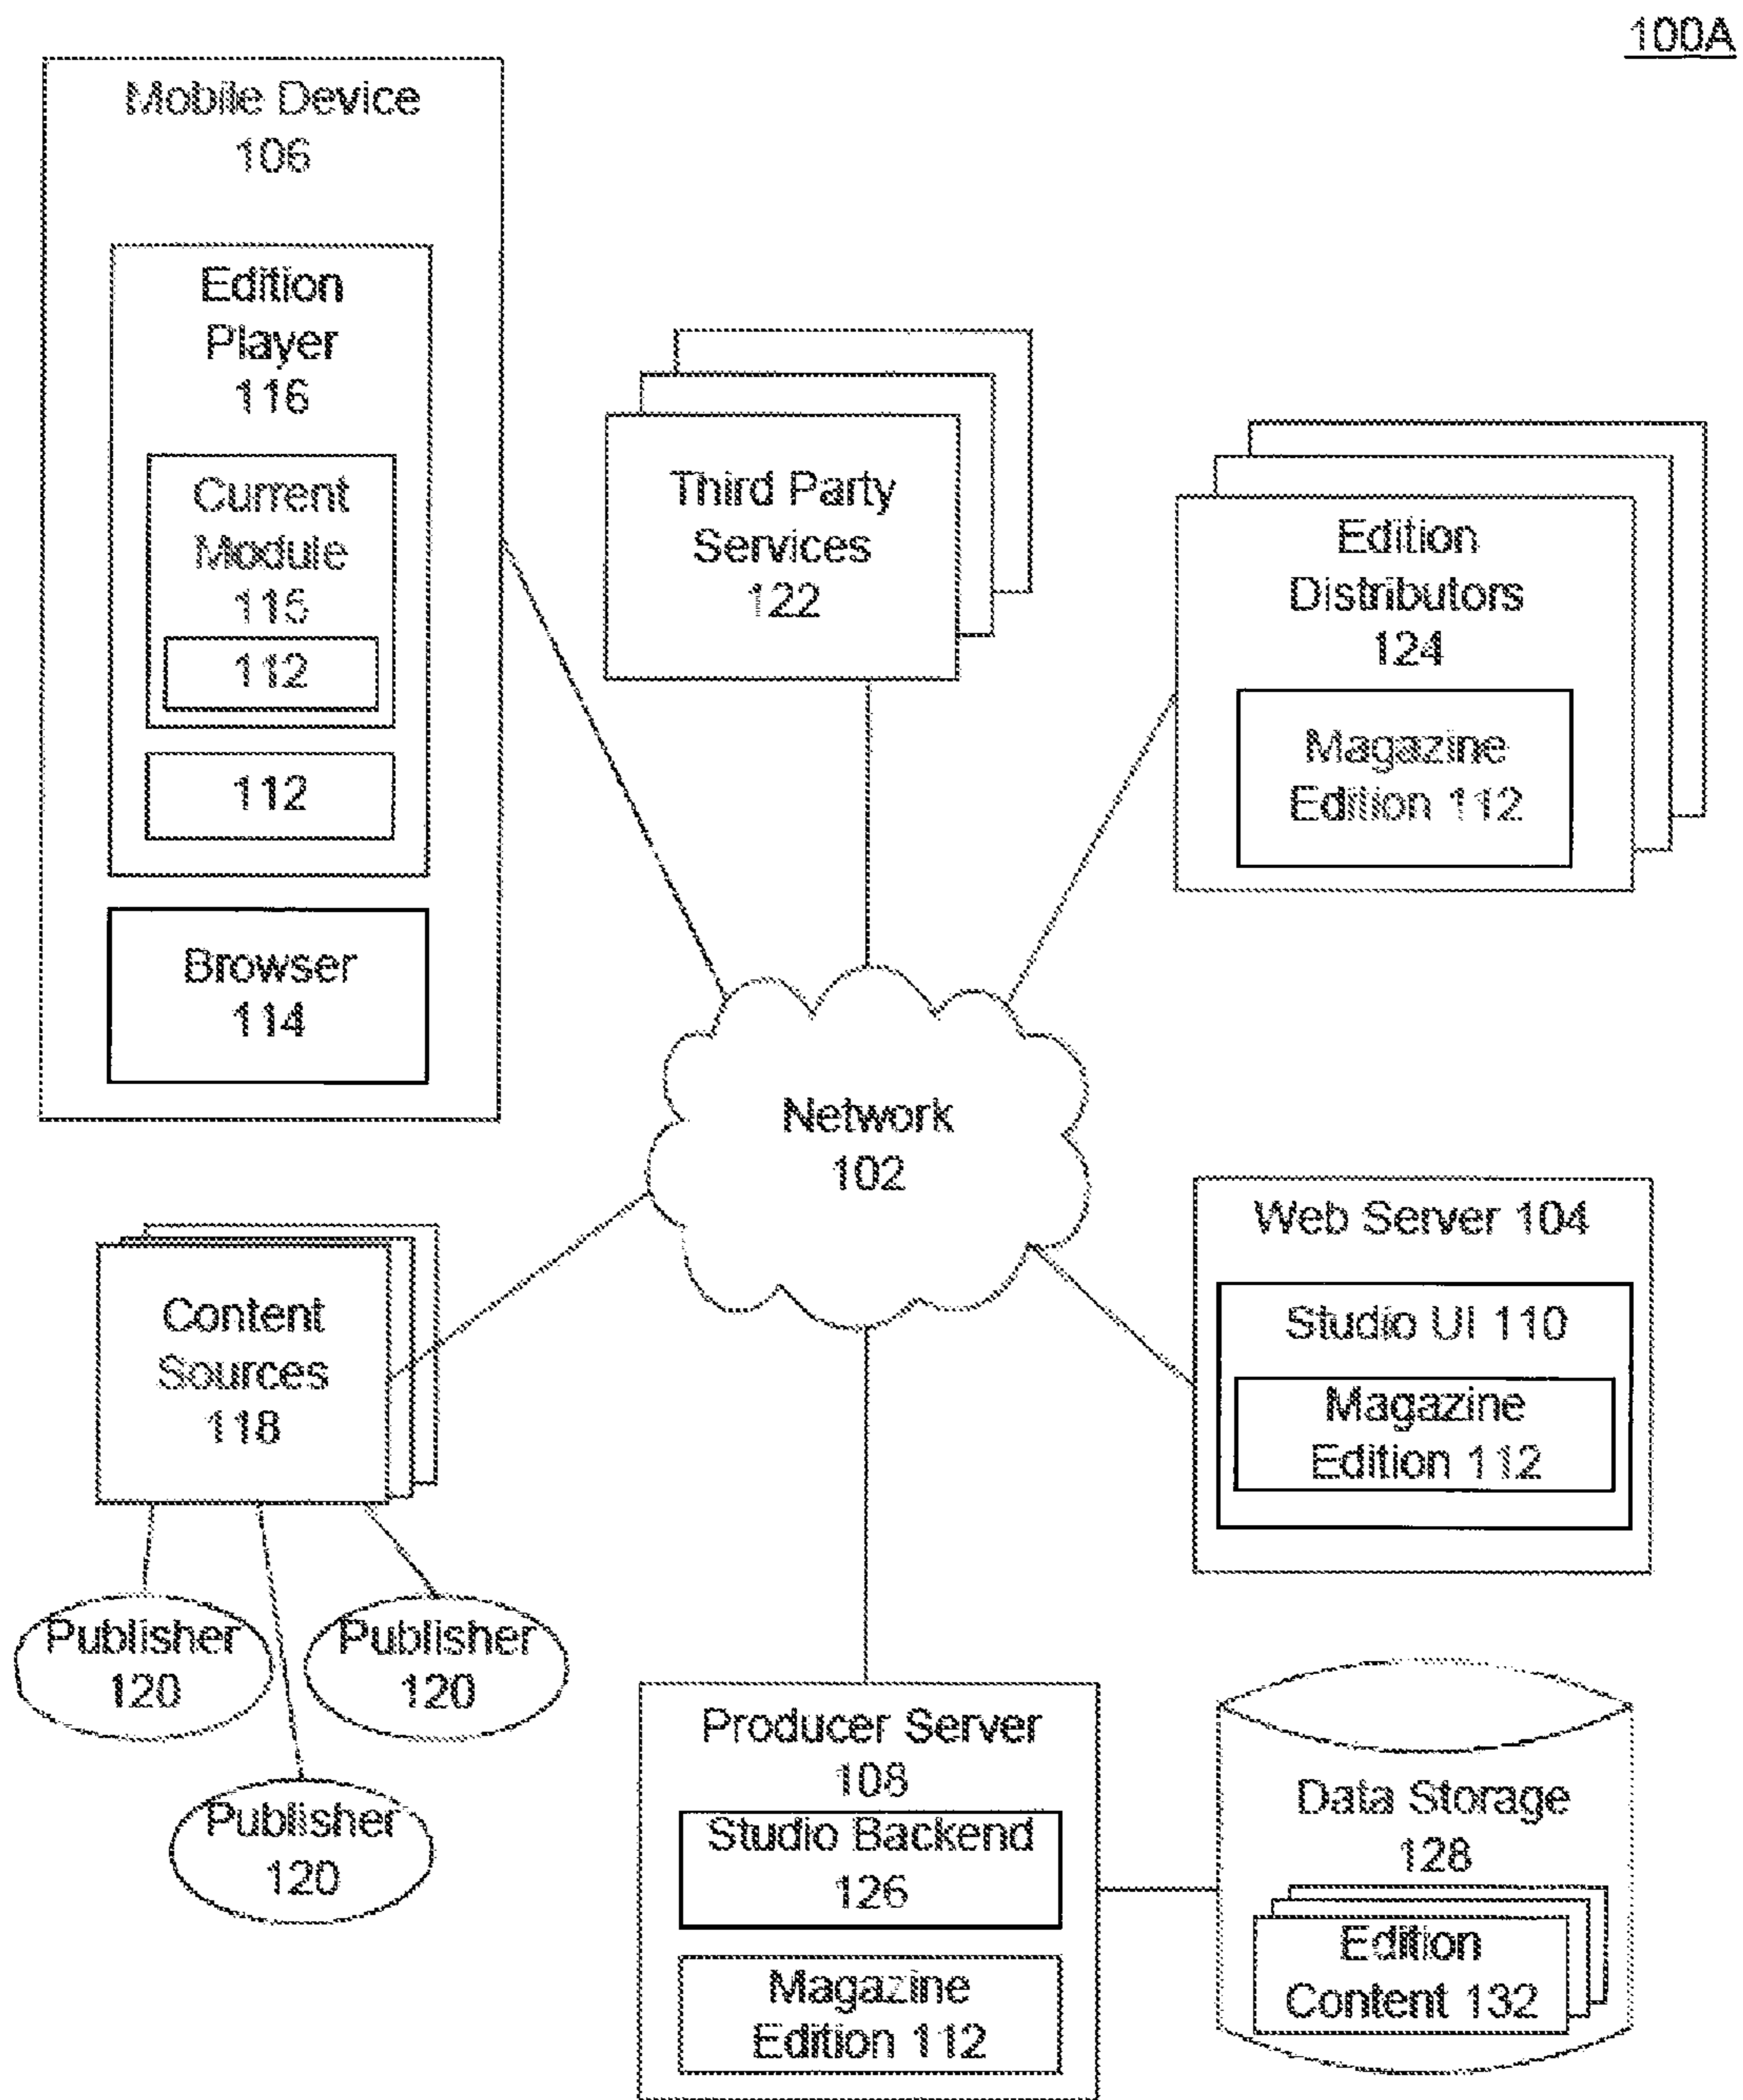 100A
Mobile Device
106
Edition
Player
116
Current
Module
115
112
112
Browser
114
Third Party
Services
122
Edition
Distributors
124
Magazine
Edition 112
Network
102
Web Server 104
Studio UI 110
Magazine
Edition 112
Content
Sources
118
Publisher
120
Publisher
120
Publisher
120
Producer Server
108
Studio Backend
126
Magazine
Edition 112
Data Storage
128
Edition
Content 132